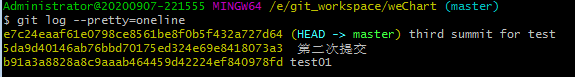 Administrator@20200907-221555 MINGW64 /e/git_workspace/weChart (master)
$ git log --pretty=oneline
e7c24eaaf61e0798ce8561be8f0b5f432a727d64 (HEAD -> master) third summit for test
5da9d40146ab76bbd70175ed324e69e8418073a3 第二次提交
b91a3a8828a8c9aaab464459d42224ef840978fd test01